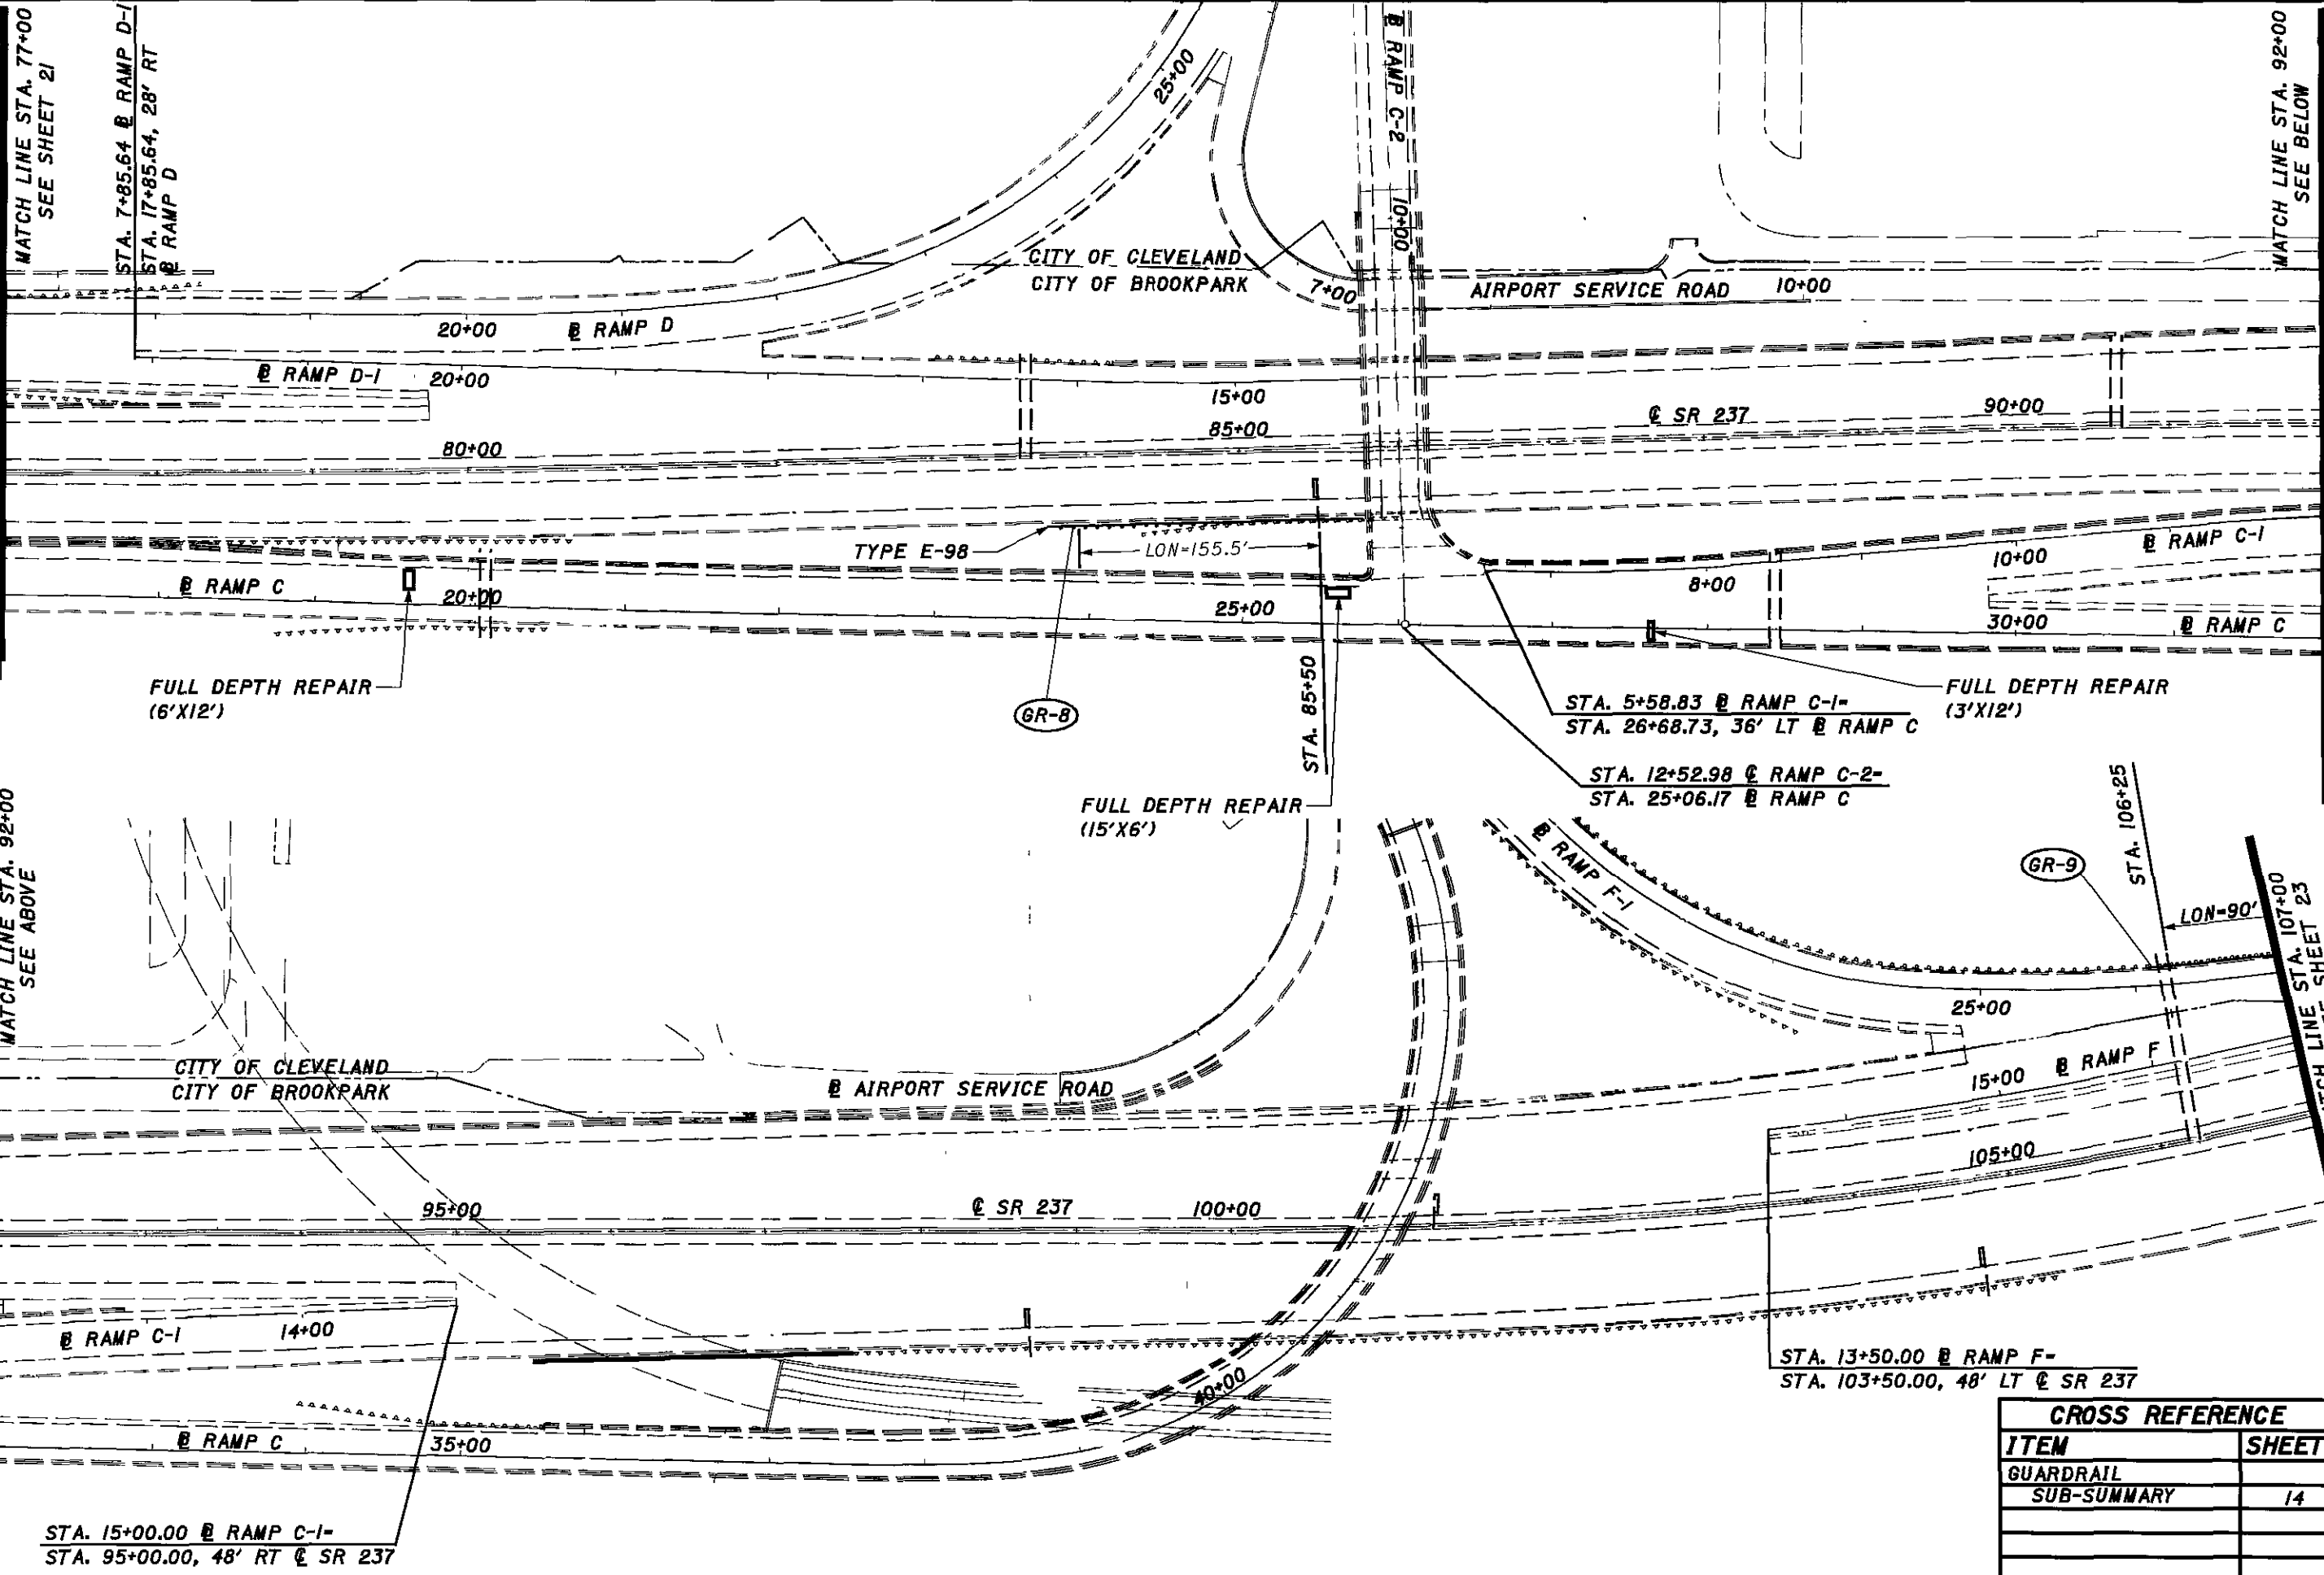 MATCH LINE STA. 77+00
SEE SHEET 21
STA. 7+85.64 ⅊ RAMP D-1
STA. 17+85.64, 28' RT
⅊ RAMP D
25+00
⅊ RAMP C-2
10+00
MATCH LINE STA. 92+00
SEE BELOW
CITY OF CLEVELAND
CITY OF BROOKPARK
7+00
AIRPORT SERVICE ROAD
10+00
20+00
⅊ RAMP D
⅊ RAMP D-1
20+00
15+00
℄ SR 237
90+00
80+00
85+00
TYPE E-98
LON=155.5'
10+00
⅊ RAMP C-1
⅊ RAMP C
20+00
25+00
8+00
30+00
⅊ RAMP C
FULL DEPTH REPAIR
(6'X12')
GR-8
STA. 85+50
STA. 5+58.83 ⅊ RAMP C-1=
STA. 26+68.73, 36' LT ⅊ RAMP C
FULL DEPTH REPAIR
(3'X12')
STA. 12+52.98 ℄ RAMP C-2=
STA. 25+06.17 ⅊ RAMP C
FULL DEPTH REPAIR
(15'X6')
MATCH LINE STA. 92+00
SEE ABOVE
⅊ RAMP F-1
GR-9
STA. 106+25
LON=90'
MATCH LINE STA. 107+00
SEE SHEET 23
25+00
CITY OF CLEVELAND
CITY OF BROOKPARK
⅊ AIRPORT SERVICE ROAD
15+00
⅊ RAMP F
105+00
95+00
℄ SR 237
100+00
⅊ RAMP C-1
14+00
40+00
⅊ RAMP C
35+00
STA. 13+50.00 ⅊ RAMP F=
STA. 103+50.00, 48' LT ℄ SR 237
STA. 15+00.00 ⅊ RAMP C-1=
STA. 95+00.00, 48' RT ℄ SR 237
CROSS REFERENCE
ITEM SHEET
GUARDRAIL
SUB-SUMMARY 14